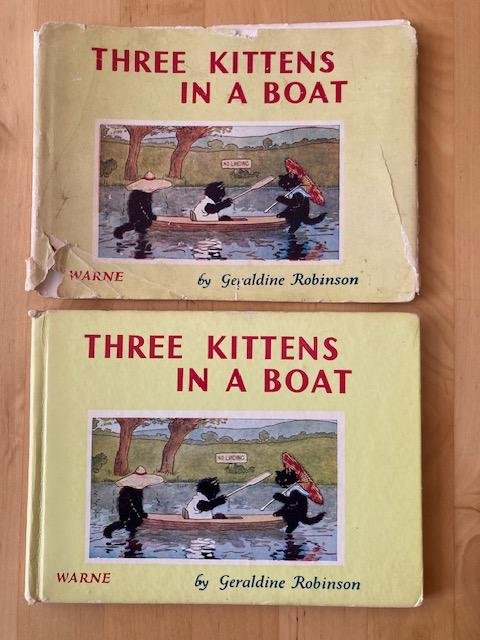 THREE KITTENS
IN A BOAT
NO LANDING
WARNE
by Geraldine Robinson
THREE KITTENS
IN A BOAT
NO LANDING
WARNE
by Geraldine Robinson